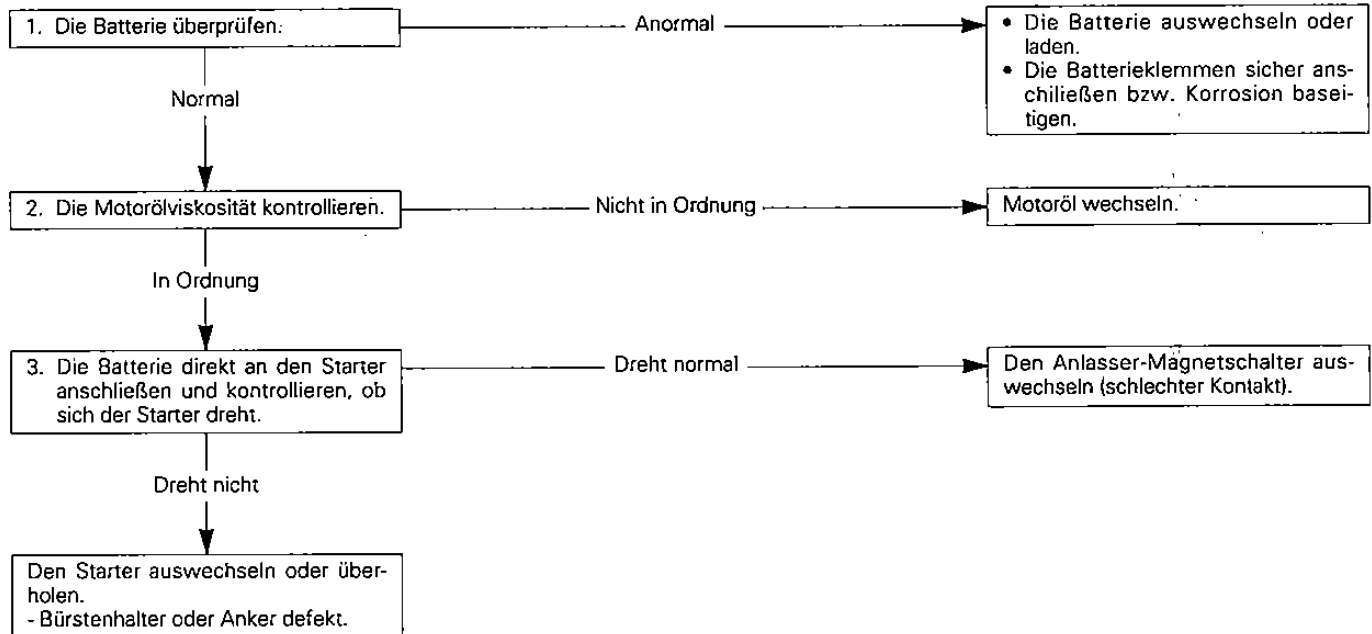 1. Die Batterie überprüfen.
Anormal
• Die Batterie auswechseln oder
laden.
• Die Batterieklemmen sicher ans-
chiließen bzw. Korrosion basei-
tigen.
Normal
2. Die Motorölviskosität kontrollieren.
Nicht in Ordnung
Motoröl wechseln.
In Ordnung
3. Die Batterie direkt an den Starter
anschließen und kontrollieren, ob
sich der Starter dreht.
Dreht normal
Den Anlasser-Magnetschalter aus-
wechseln (schlechter Kontakt).
Dreht nicht
Den Starter auswechseln oder über-
holen.
- Bürstenhalter oder Anker defekt.